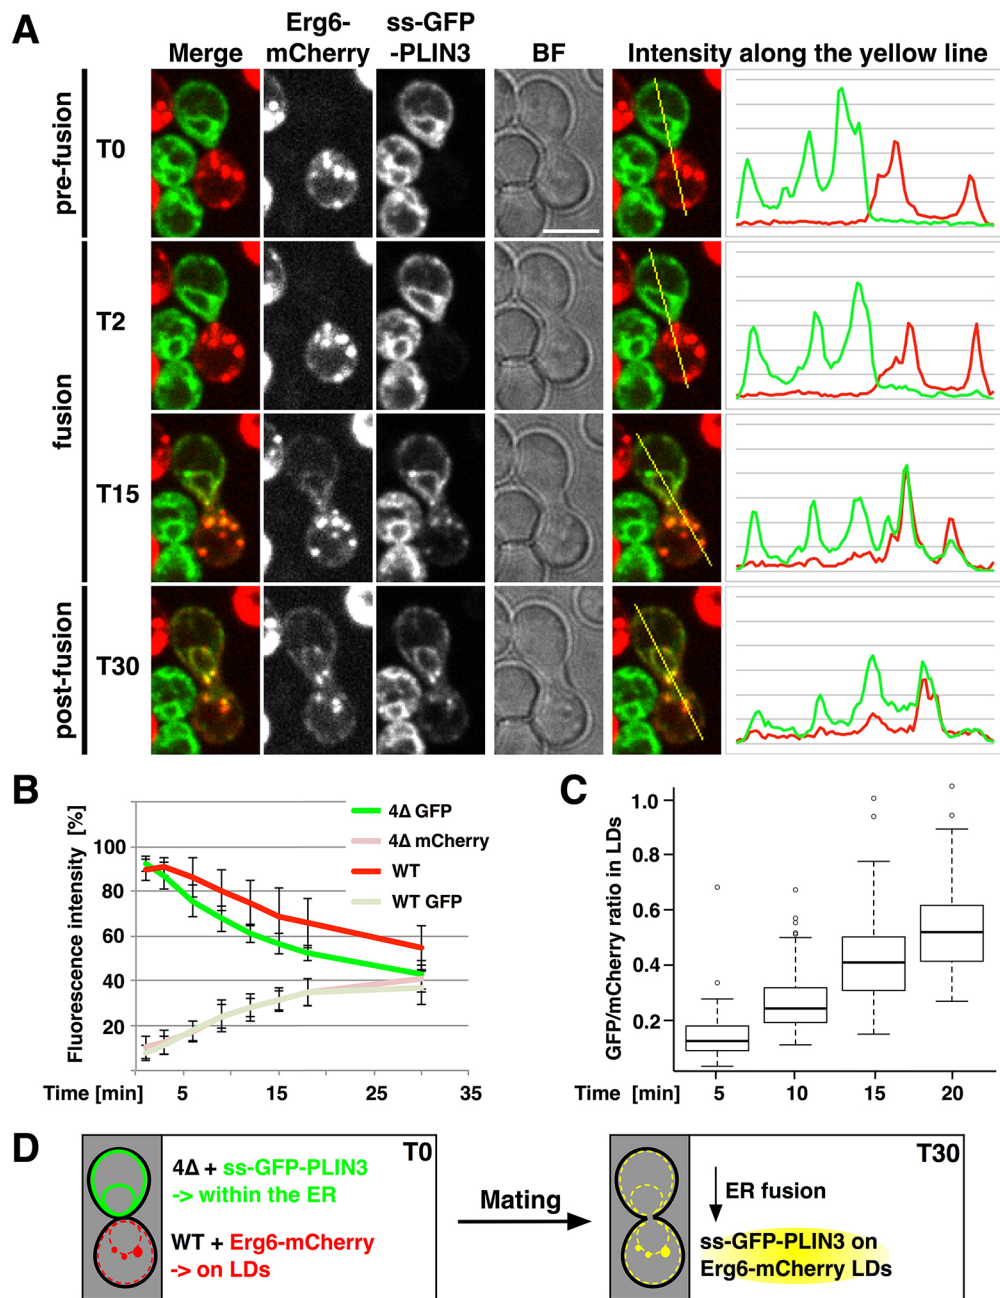 A
Merge
Erg6-
mCherry
ss-GFP
-PLIN3
BF
Intensity along the yellow line
pre-fusion
T0
fusion
T2
T15
post-fusion
T30
B
Fluorescence intensity [%]
100
80
60
40
20
4Δ GFP
4Δ mCherry
WT
WT GFP
Time [min] 5 15 25 35
C
GFP/mCherry ratio in LDs
1.0
0.8
0.6
0.4
0.2
Time [min] 5 10 15 20
D
T0
4Δ + ss-GFP-PLIN3
-> within the ER
WT + Erg6-mCherry
-> on LDs
Mating
T30
ER fusion
ss-GFP-PLIN3 on
Erg6-mCherry LDs